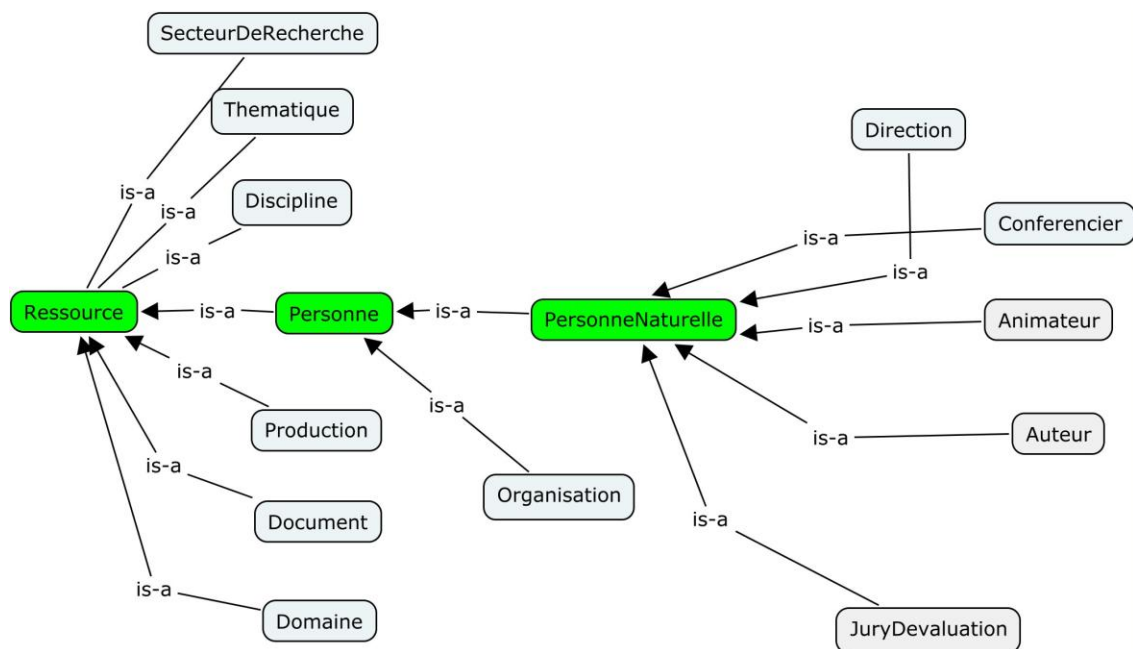 SecteurDeRecherche
Thematique
Direction
is-a
Discipline
is-a
Conferencier
is-a
is-a
is-a
Ressource
is-a
Personne
is-a
PersonneNaturelle
is-a
Animateur
is-a
is-a
Production
is-a
Auteur
is-a
Organisation
Document
is-a
is-a
Domaine
JuryDevaluation